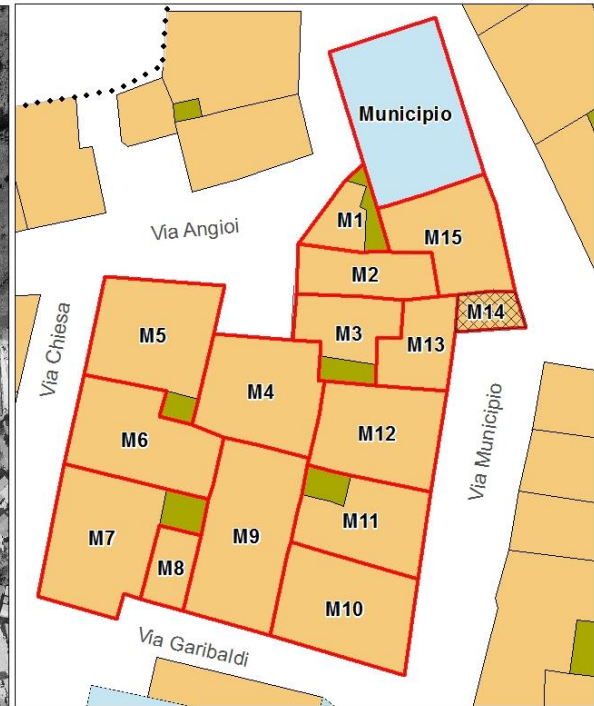 Municipio
M1
Via Angioi
M15
M2
M14
M3
M13
Via Chiesa
M5
M4
Via Municipio
M12
M6
M11
M7
M9
M8
M10
Via Garibaldi